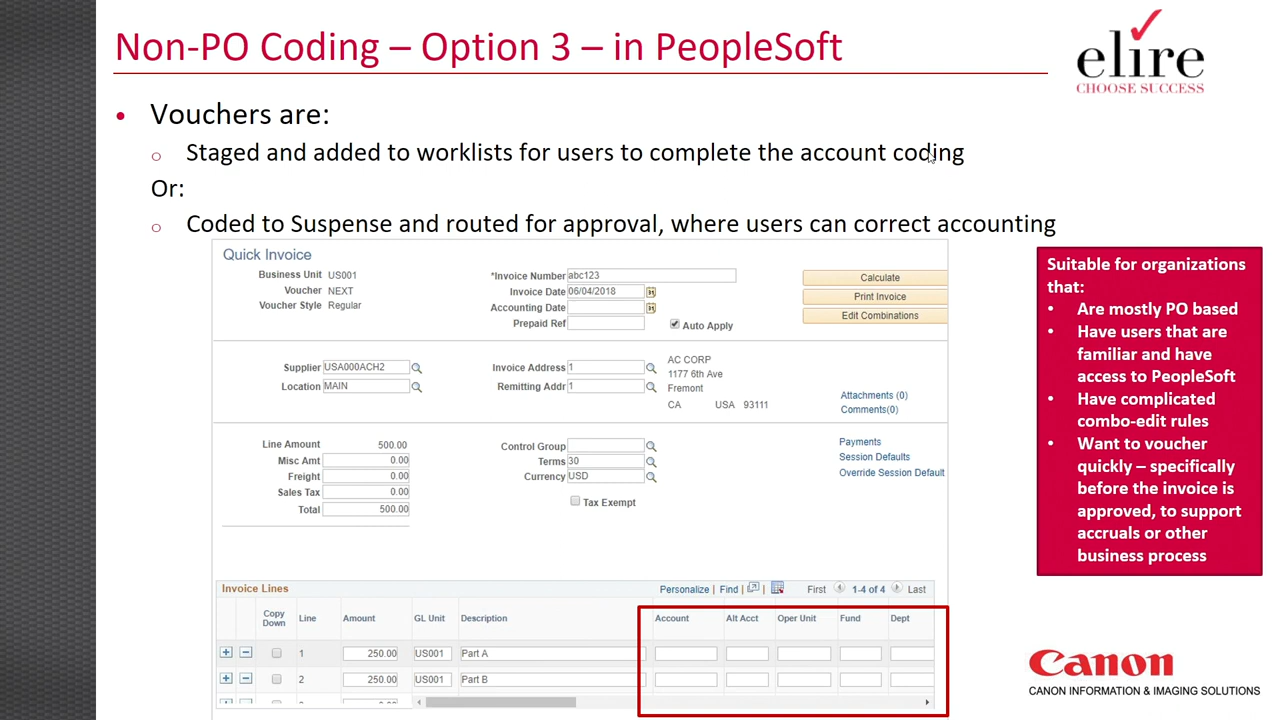 Non-PO Coding – Option 3 – in PeopleSoft
elire
CHOOSE SUCCESS
• Vouchers are:
o Staged and added to worklists for users to complete the account coding
Or:
o Coded to Suspense and routed for approval, where users can correct accounting
Quick Invoice
Business Unit US001
Voucher NEXT
Voucher Style Regular
*Invoice Number abc123
Invoice Date 06/04/2018
Accounting Date
Prepaid Ref
Auto Apply
Calculate
Print Invoice
Edit Combinations
Supplier USA000ACH2
Location MAIN
Invoice Address 1
Remitting Addr 1
AC CORP
1177 6th Ave
Fremont
CA USA 93111
Attachments (0)
Comments(0)
Line Amount 500.00
Misc Amt 0.00
Freight 0.00
Sales Tax 0.00
Total 500.00
Control Group
Terms 30
Currency USD
Tax Exempt
Payments
Session Defaults
Override Session Default
Invoice Lines
Personalize | Find | | First 1-4 of 4 Last
Copy Down Line Amount GL Unit Description Account Alt Acct Oper Unit Fund Dept
1 250.00 US001 Part A
2 250.00 US001 Part B
Suitable for organizations
that:
• Are mostly PO based
• Have users that are
familiar and have
access to PeopleSoft
• Have complicated
combo-edit rules
• Want to voucher
quickly – specifically
before the invoice is
approved, to support
accruals or other
business process
Canon
CANON INFORMATION & IMAGING SOLUTIONS